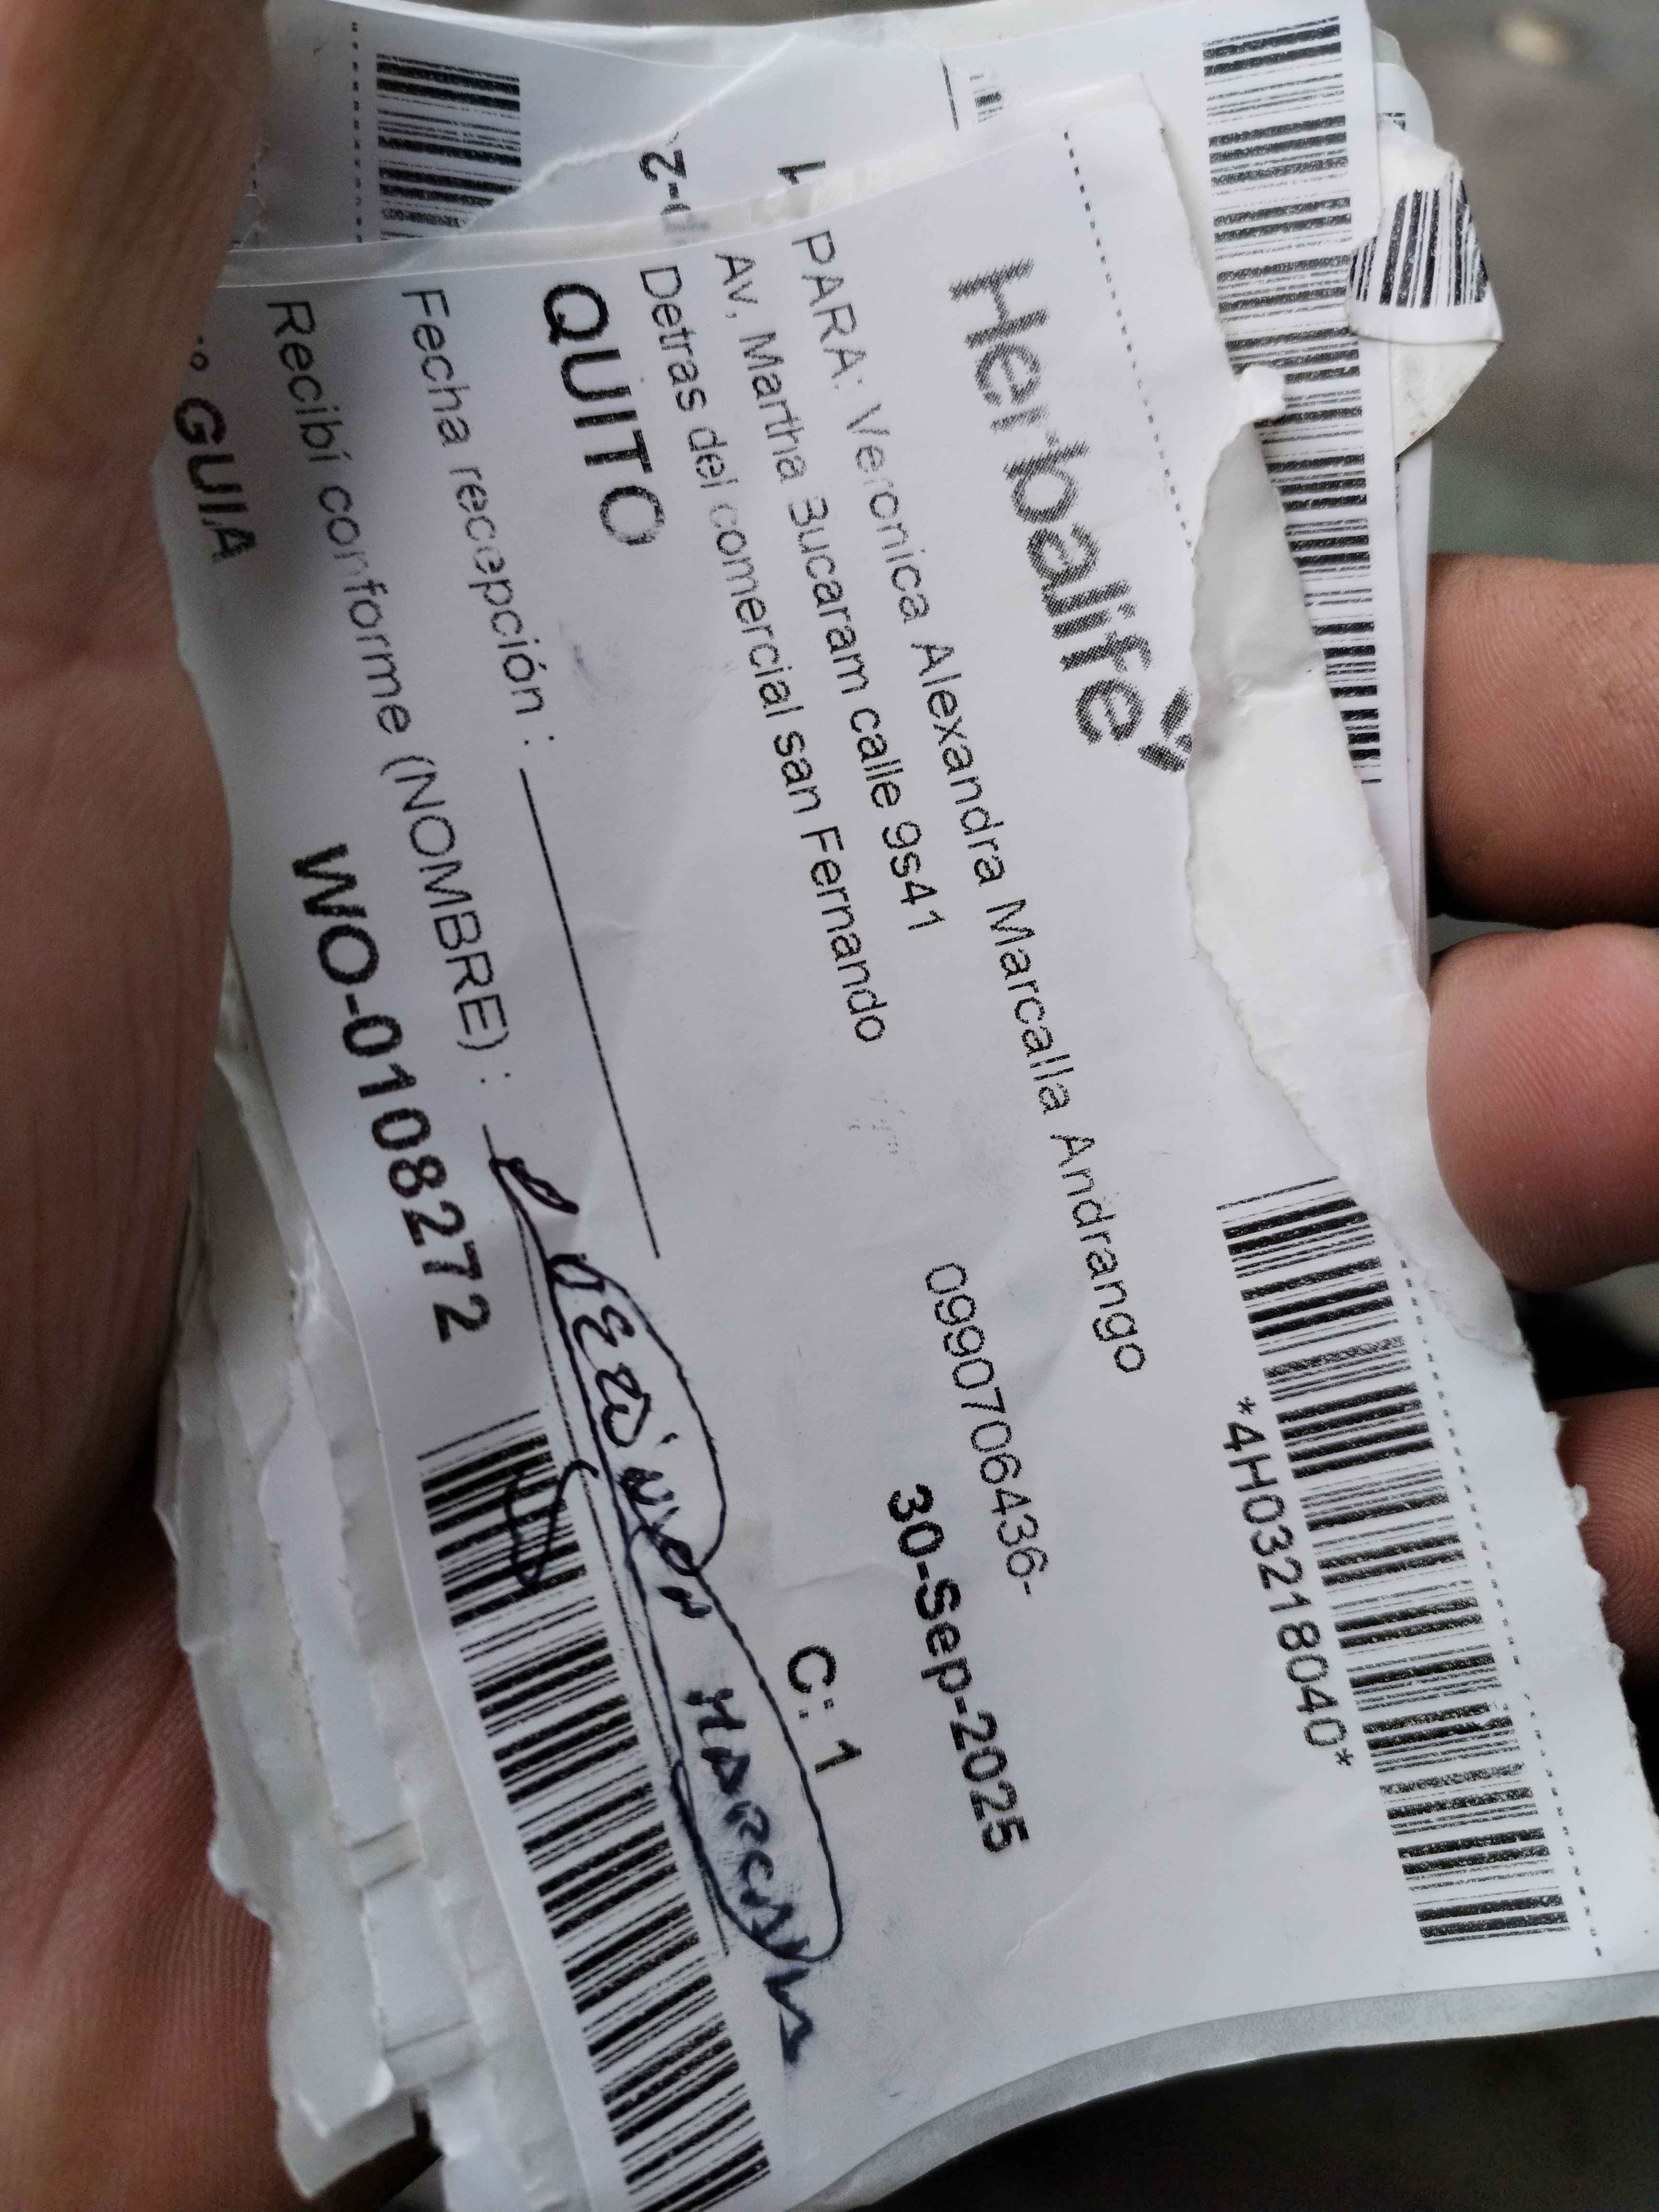 *4H03218040*
Herbalife
PARA: Veronica Alexandra Marcalla Andrango
Av, Martha Bucaram calle 9s41
0990706436-
Detras del comercial san Fernando
30-Sep-2025
QUITO
C: 1
Fecha recepción :
Recibí conforme (NOMBRE) :
GUIA
WO-0108272